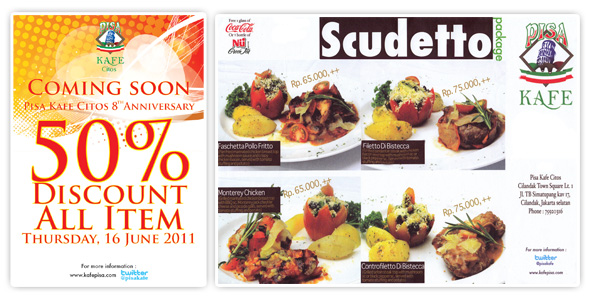 PISA
KAFE
CITOS
COMING SOON
PISA KAFE CITOS 8TH ANNIVERSARY
50%
DISCOUNT
ALL ITEM
THURSDAY, 16 JUNE 2011
For more information :
www.kafepisa.com
twitter
@pisakafe
Free 1 glass of
Coca-Cola
Or 1 bottle of
NU
Green Tea
Scudetto
package
Rp. 65,000,++
Faschetta Pollo Fritto
Rp. 75,000,++
Filetto Di Bistecca
Rp. 65,000,++
Monterey Chicken
Rp. 75,000,++
Controfiletto Di Bistecca
PISA
KAFE
Pisa Kafe Citos
Cilandak Town Square Lt. 1
Jl. TB Simatupang kav 17,
Cilandak, Jakarta selatan
Phone : 75920316
For more information :
twitter
@pisakafe
www.kafepisa.com